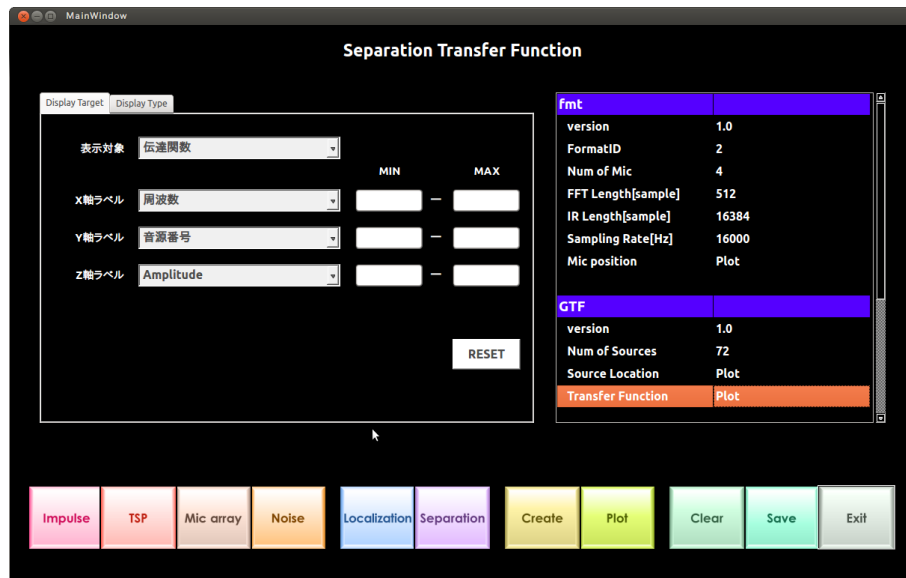 MainWindow
Separation Transfer Function
Display Target Display Type
表示対象 伝達関数
MIN MAX
X軸ラベル 周波数 –
Y軸ラベル 音源番号 –
Z軸ラベル Amplitude –
RESET
fmt
version 1.0
FormatID 2
Num of Mic 4
FFT Length[sample] 512
IR Length[sample] 16384
Sampling Rate[Hz] 16000
Mic position Plot
GTF
version 1.0
Num of Sources 72
Source Location Plot
Transfer Function Plot
Impulse TSP Mic array Noise Localization Separation Create Plot Clear Save Exit